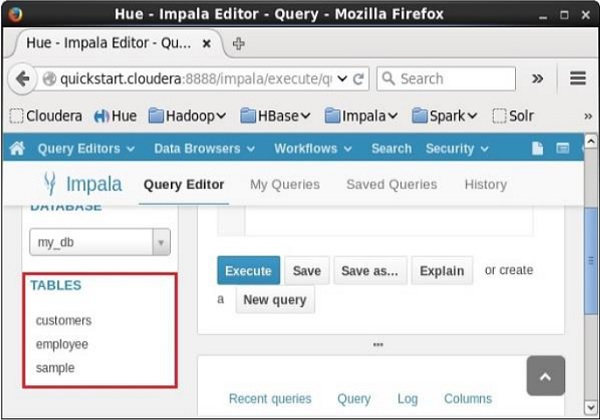 Hue - Impala Editor - Query - Mozilla Firefox
Hue - Impala Editor - Qu...
quickstart.cloudera:8888/impala/execute/q
Search
Cloudera Hue Hadoop HBase Impala Spark Solr
Query Editors Data Browsers Workflows Search Security
Impala Query Editor My Queries Saved Queries History
DATABASE
my_db
TABLES
customers
employee
sample
Execute Save Save as... Explain or create
a New query
Recent queries Query Log Columns